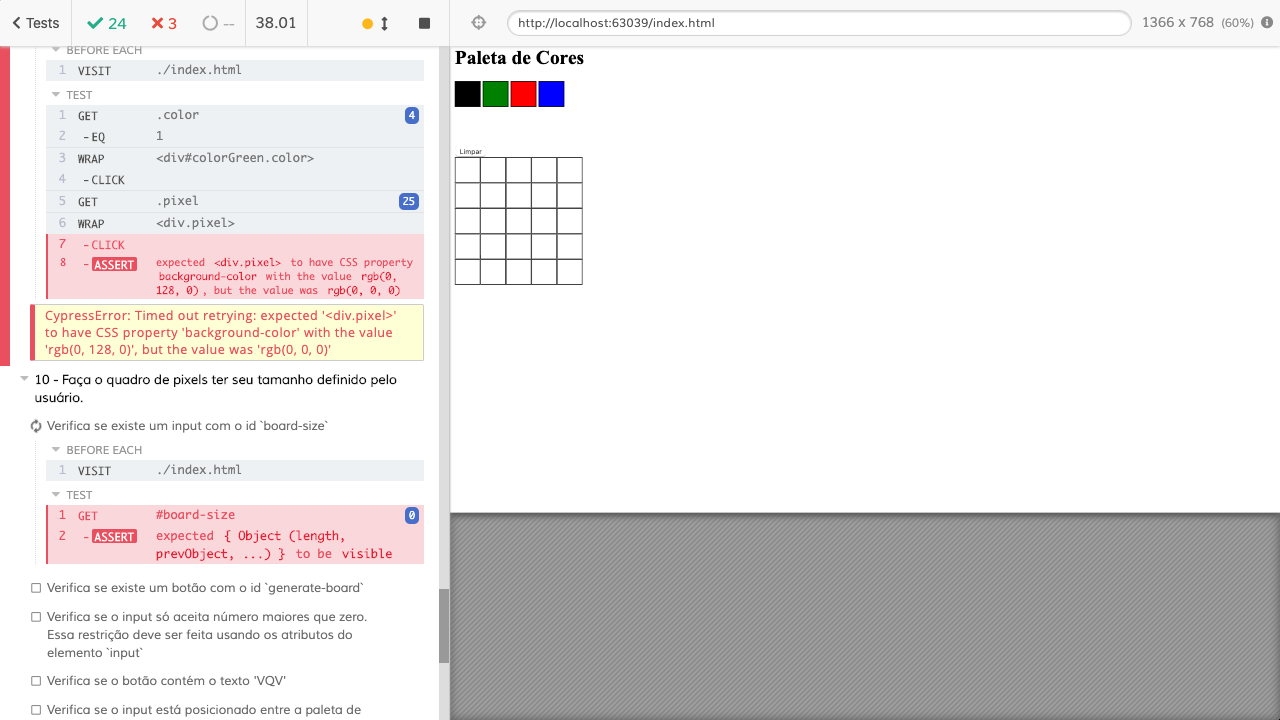 Tests 24 3 -- 38.01 http://localhost:63039/index.html 1366 x 768 (60%)
BEFORE EACH
1 VISIT ./index.html
TEST
1 GET .color 4
2 -EQ 1
3 WRAP <div#colorGreen.color>
4 -CLICK
5 GET .pixel 25
6 WRAP <div.pixel>
7 -CLICK
8 -ASSERT expected <div.pixel> to have CSS property
background-color with the value rgb(0,
128, 0), but the value was rgb(0, 0, 0)
CypressError: Timed out retrying: expected '<div.pixel>'
to have CSS property 'background-color' with the value
'rgb(0, 128, 0)', but the value was 'rgb(0, 0, 0)'
10 - Faça o quadro de pixels ter seu tamanho definido pelo
usuário.
Verifica se existe um input com o id `board-size`
BEFORE EACH
1 VISIT ./index.html
TEST
1 GET #board-size 0
2 -ASSERT expected { Object (length,
prevObject, ...) } to be visible
Verifica se existe um botão com o id `generate-board`
Verifica se o input só aceita número maiores que zero.
Essa restrição deve ser feita usando os atributos do
elemento `input`
Verifica se o botão contém o texto 'VQV'
Verifica se o input está posicionado entre a paleta de
Paleta de Cores
Limpar